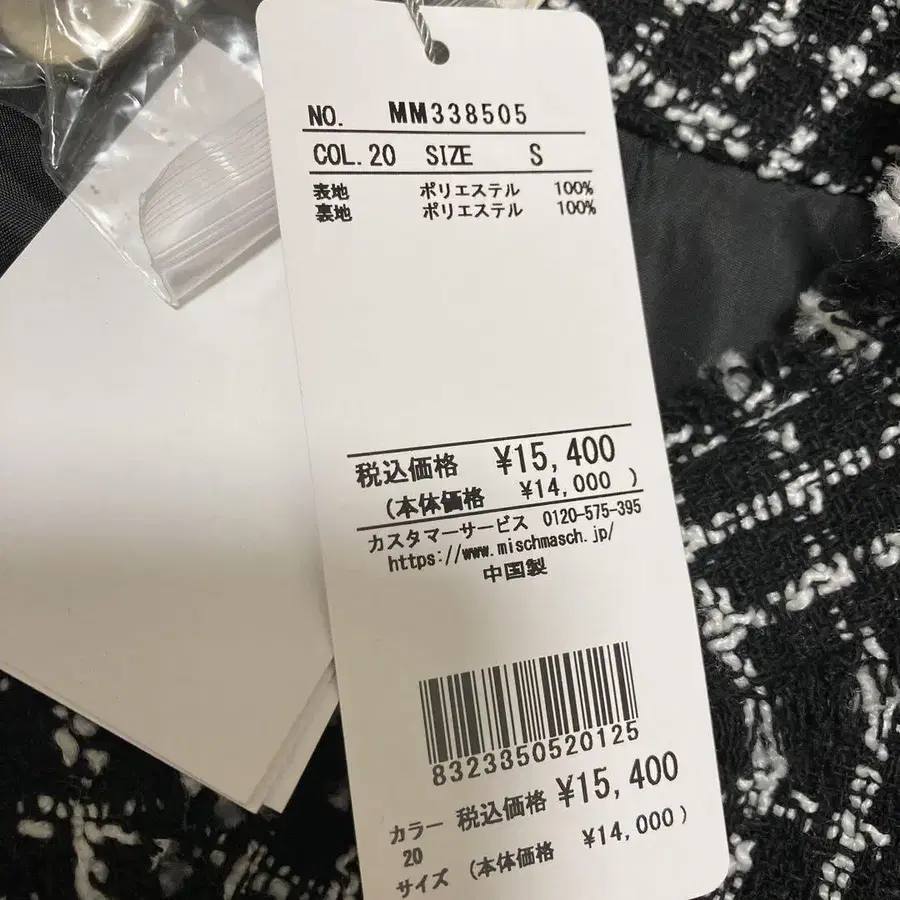 NO. MM338505
COL.20 SIZE S
表地 ポリエステル 100%
裏地 ポリエステル 100%
税込価格 ¥15,400
(本体価格 ¥14,000 )
カスタマーサービス 0120-575-395
https://www.mischmasch.jp/
中国製
8323350520125
カラー 税込価格 ¥15,400
20
サイズ (本体価格 ¥14,000 )